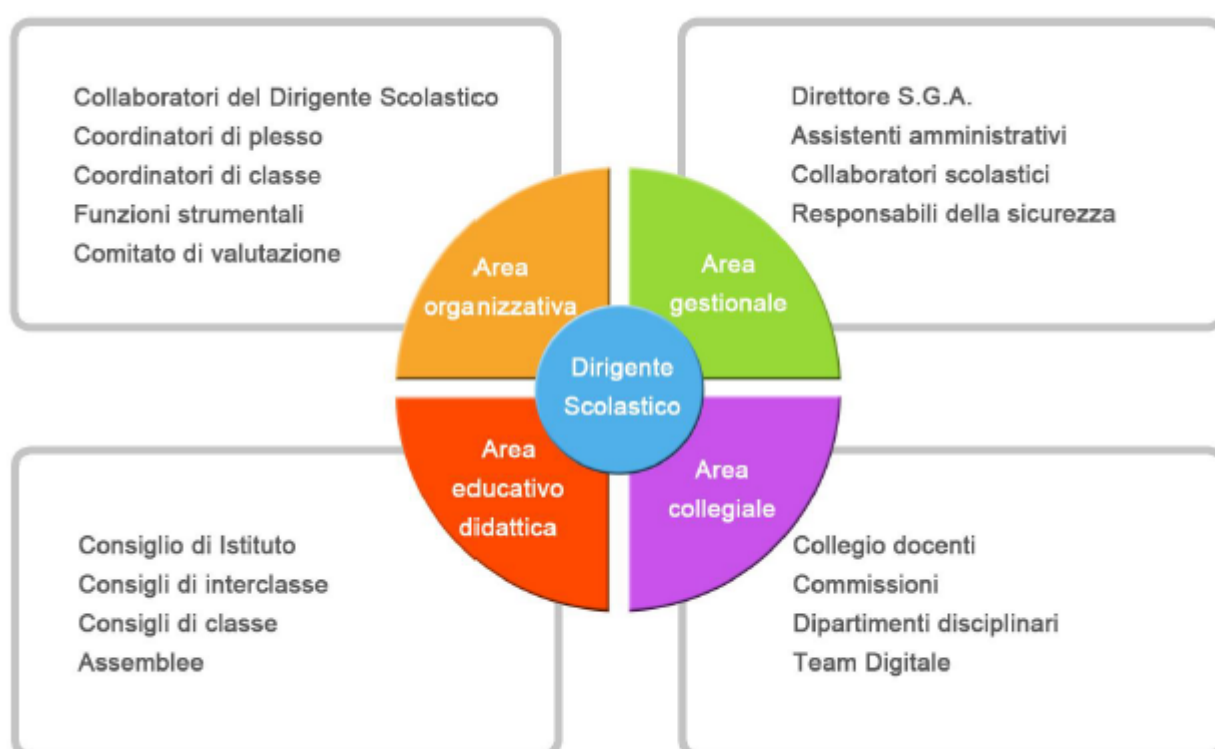 Collaboratori del Dirigente Scolastico
Coordinatori di plesso
Coordinatori di classe
Funzioni strumentali
Comitato di valutazione
Direttore S.G.A.
Assistenti amministrativi
Collaboratori scolastici
Responsabili della sicurezza
Area
organizzativa
Area
gestionale
Dirigente
Scolastico
Area
educativo
didattica
Area
collegiale
Consiglio di Istituto
Consigli di interclasse
Consigli di classe
Assemblee
Collegio docenti
Commissioni
Dipartimenti disciplinari
Team Digitale